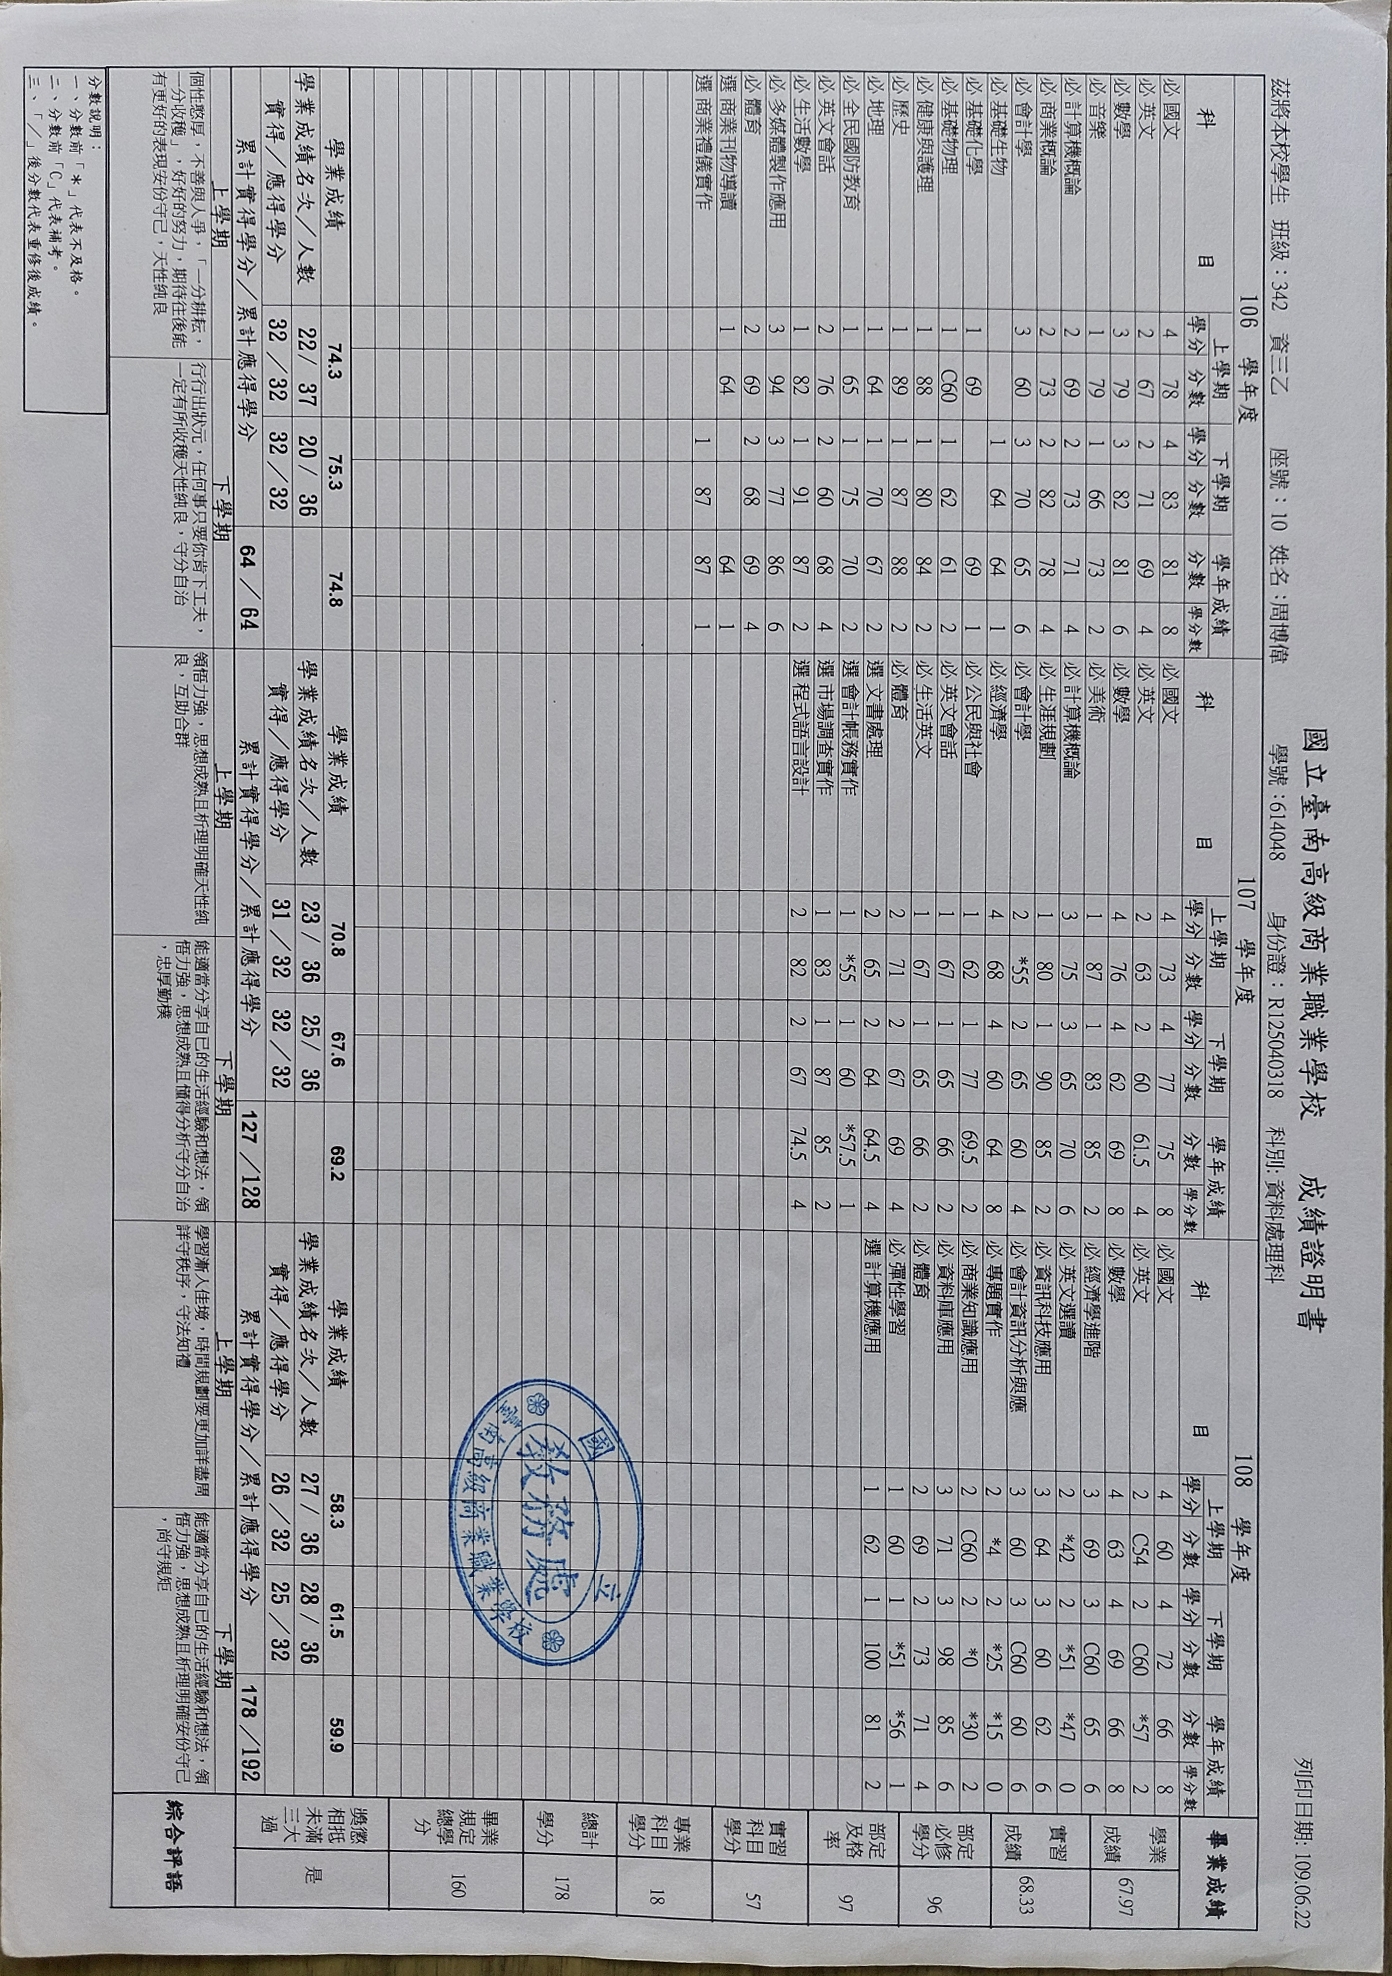 國立臺南高級商業職業學校 成績證明書
列印日期: 109.06.22
茲將本校學生 班級：342 資三乙 座號：10 姓名：周博偉 學號：614048 身份證：R125040318 科別: 資料處理科
106 學年度
科 目 上學期 下學期 學年成績
學分 分數 學分 分數 分數 學分數
必 國文 4 78 4 83 81 8
必 英文 2 67 2 71 69 4
必 數學 3 79 3 82 81 6
必 音樂 1 79 1 66 73 2
必 計算機概論 2 69 2 73 71 4
必 商業概論 2 73 2 82 78 4
必 會計學 3 60 3 70 65 6
必 基礎生物 1 64 64 1
必 基礎化學 1 69 69 1
必 基礎物理 1 C60 1 62 61 2
必 健康與護理 1 88 1 80 84 2
必 歷史 1 89 1 87 88 2
必 地理 1 64 1 70 67 2
必 全民國防教育 1 65 1 75 70 2
必 英文會話 2 76 2 60 68 4
必 生活數學 1 82 1 91 87 2
必 多媒體製作應用 3 94 3 77 86 6
必 體育 2 69 2 68 69 4
選 商業刊物導讀 1 64 64 1
選 商業禮儀實作 1 87 87 1
學業成績 74.3 75.3 74.8
學業成績名次／人數 22/ 37 20/ 36
實得／應得學分 32 ／32 32 ／32
累計實得學分／累計應得學分 64 ／ 64
上學期 下學期
個性憨厚，不善與人爭，「一分耕耘，
一分收穫」，好好的努力，期待往後能
有更好的表現安份守己，天性純良
行行出狀元，任何事只要你肯下工夫，
一定有所收穫天性純良，守分自治
107 學年度
科 目 上學期 下學期 學年成績
學分 分數 學分 分數 分數 學分數
必 國文 4 73 4 77 75 8
必 英文 2 63 2 60 61.5 4
必 數學 4 76 4 62 69 8
必 美術 1 87 1 83 85 2
必 計算機概論 3 75 3 65 70 6
必 生涯規劃 1 80 1 90 85 2
必 會計學 2 *55 2 65 60 4
必 經濟學 4 68 4 60 64 8
必 公民與社會 1 62 1 77 69.5 2
必 英文會話 1 67 1 65 66 2
必 生活英文 1 67 1 65 66 2
必 體育 2 71 2 67 69 4
選 文書處理 2 65 2 64 64.5 4
選 會計帳務實作 1 *55 1 60 *57.5 1
選 市場調查實作 1 83 1 87 85 2
選 程式語言設計 2 82 2 67 74.5 4
學業成績 70.8 67.6 69.2
學業成績名次／人數 23 / 36 25/ 36
實得／應得學分 31 ／32 32 ／32
累計實得學分／累計應得學分 127 ／128
上學期 下學期
領悟力強，思想成熟且析理明確天性純
良，互助合群
能適當分享自已的生活經驗和想法，領
悟力強，思想成熟且懂得分析守分自治
，忠厚勤樸
108 學年度
科 目 上學期 下學期 學年成績
學分 分數 學分 分數 分數 學分數
必 國文 4 60 4 72 66 8
必 英文 2 C54 2 C60 *57 2
必 數學 4 63 4 69 66 8
必 經濟學進階 3 69 3 C60 65 6
必 英文選讀 2 *42 2 *51 *47 0
必 資訊科技應用 3 64 3 60 62 6
必 會計資訊分析與應 3 60 3 C60 60 6
必 專題實作 2 *4 2 *25 *15 0
必 商業知識應用 2 C60 2 *0 *30 2
必 資料庫應用 3 71 3 98 85 6
必 體育 2 69 2 73 71 4
必 彈性學習 1 60 1 *51 *56 1
選 計算機應用 1 62 1 100 81 2
國立
教務處
臺南高級商業職業學校
學業成績 58.3 61.5 59.9
學業成績名次／人數 27/ 36 28 / 36
實得／應得學分 26 ／32 25 ／32
累計實得學分／累計應得學分 178 ／192
上學期 下學期
學習漸人佳境，時間規劃要更加詳盡周
詳守秩序，守法知禮
能適當分享自已的生活經驗和想法，領
悟力強，思想成熟且析理明確安份守己
，尚守規矩
畢業成績
學業成績 67.97
實習成績 68.33
部定必修學分 96
部定及格率 97
實習科目學分 57
專業科目學分 18
總計學分 178
畢業規定總學分 160
獎懲相抵未滿三大過 是
綜合評語
分數說明：
一、分數前「＊」代表不及格。
二、分數前「C」代表補考。
三、「／」後分數代表重修後成績。